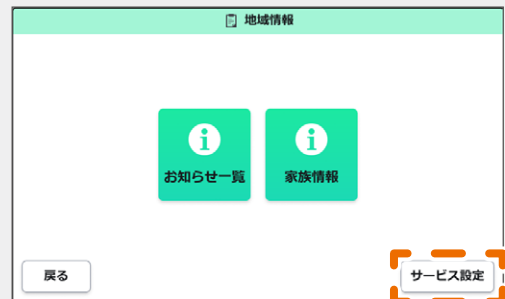 地域情報
お知らせ一覧
家族情報
戻る
サービス設定